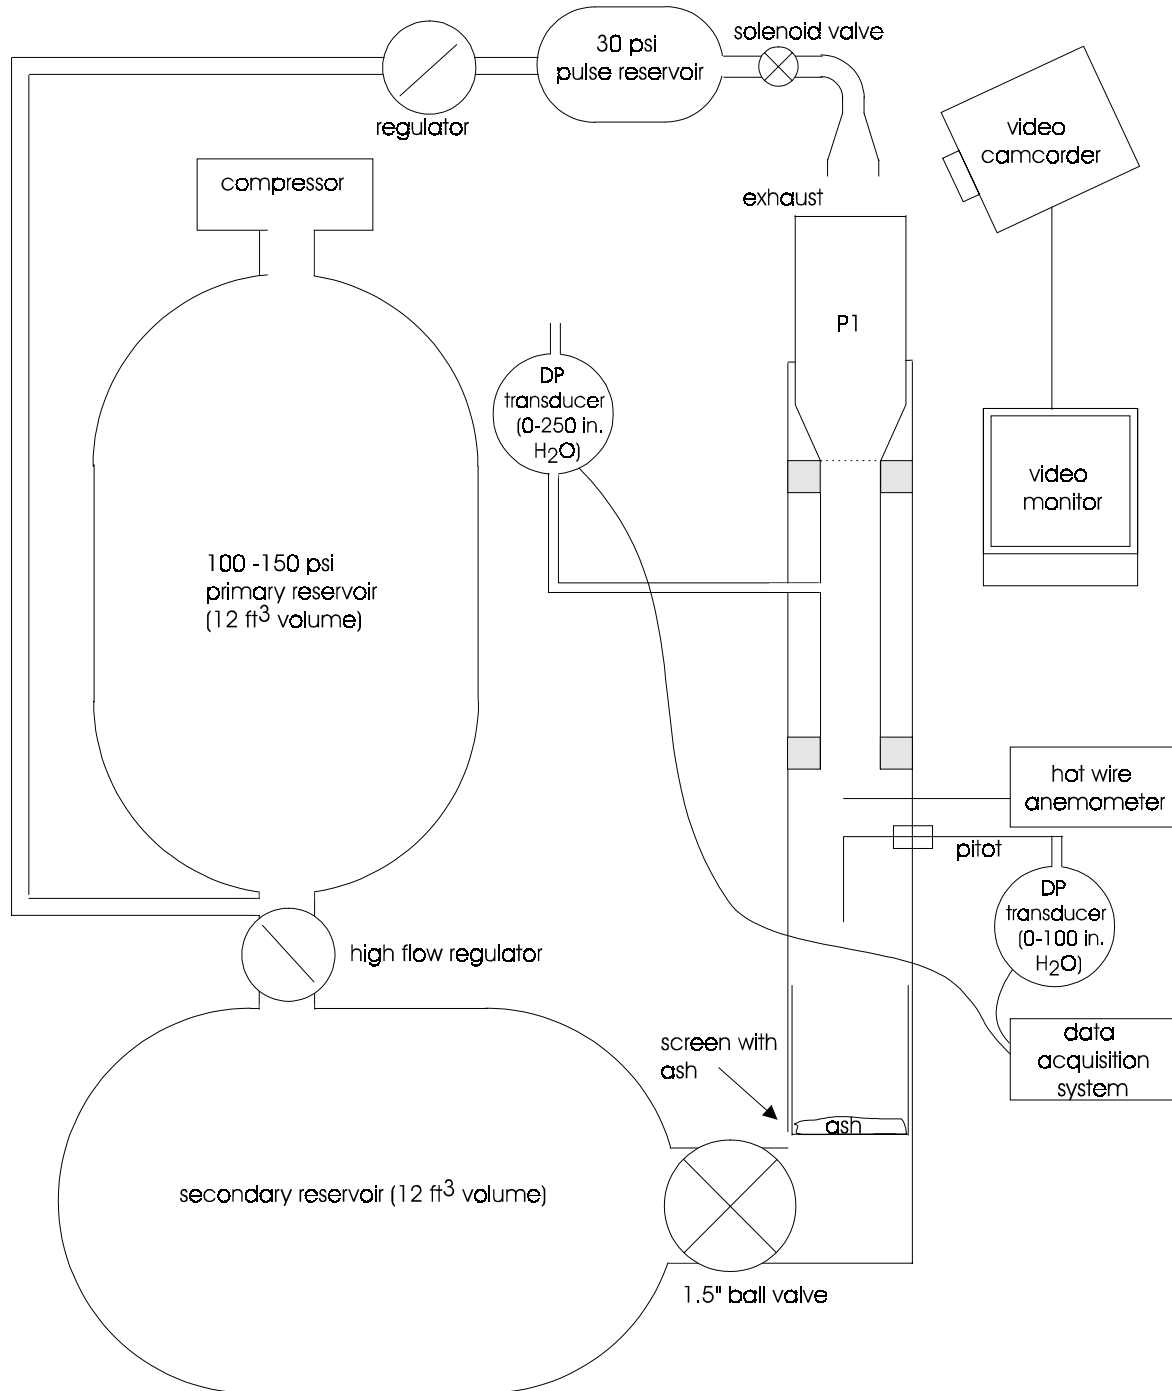 solenoid valve
30 psi
pulse reservoir
regulator
video
camcorder
compressor
exhaust
P1
DP
transducer
(0-250 in.
H2O)
video
monitor
100 -150 psi
primary reservoir
(12 ft3 volume)
hot wire
anemometer
pitot
DP
transducer
(0-100 in.
H2O)
high flow regulator
data
acquisition
system
screen with
ash
ash
secondary reservoir (12 ft3 volume)
1.5" ball valve